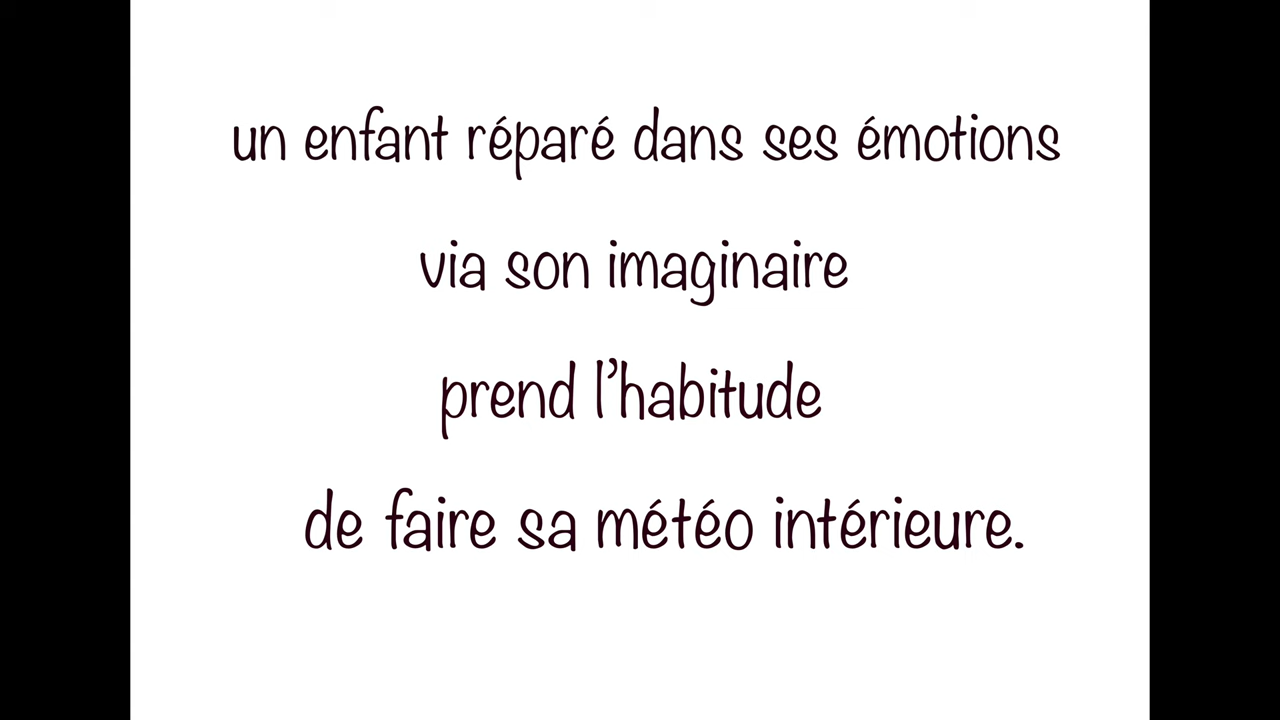 un enfant réparé dans ses émotions
via son imaginaire
prend l’habitude
de faire sa météo intérieure.